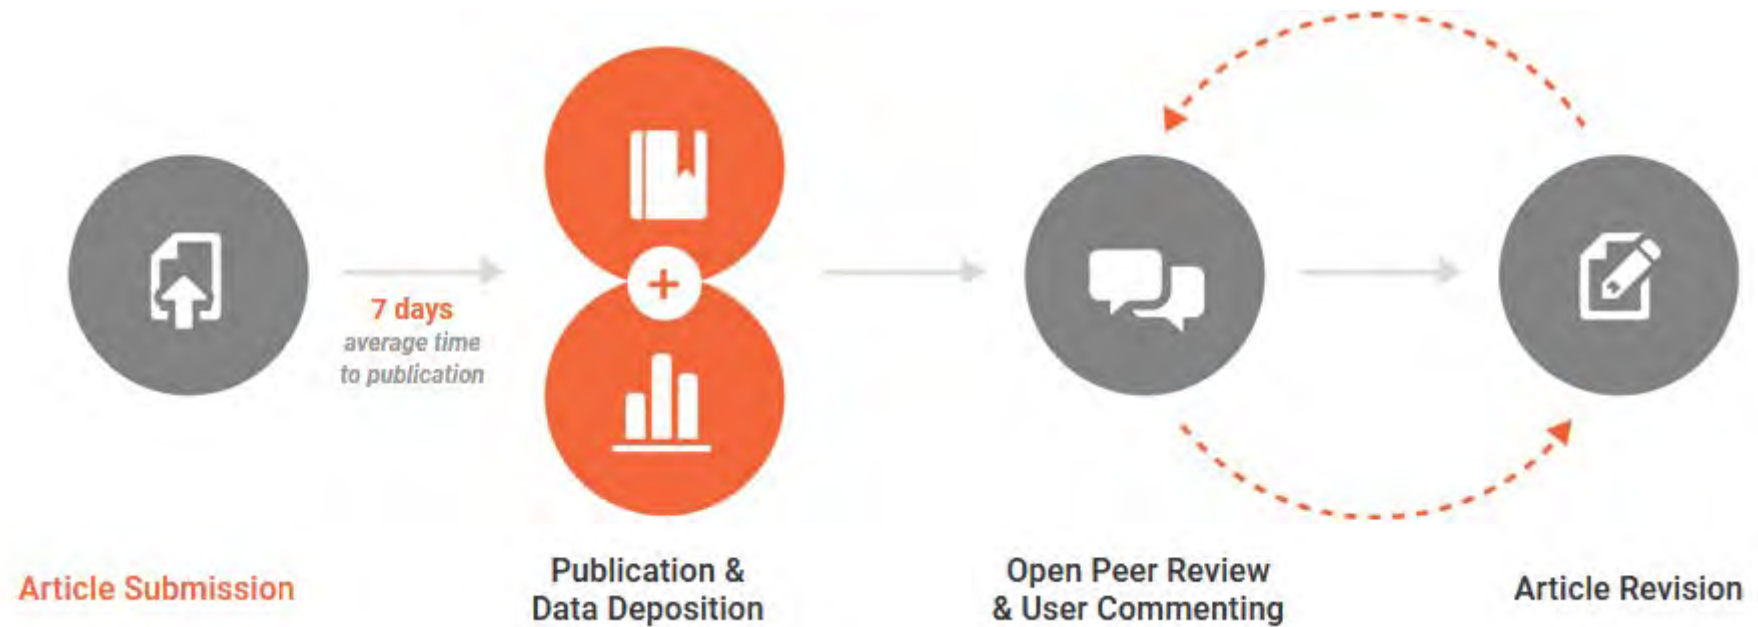 7 days
average time
to publication
Article Submission
Publication &
Data Deposition
Open Peer Review
& User Commenting
Article Revision